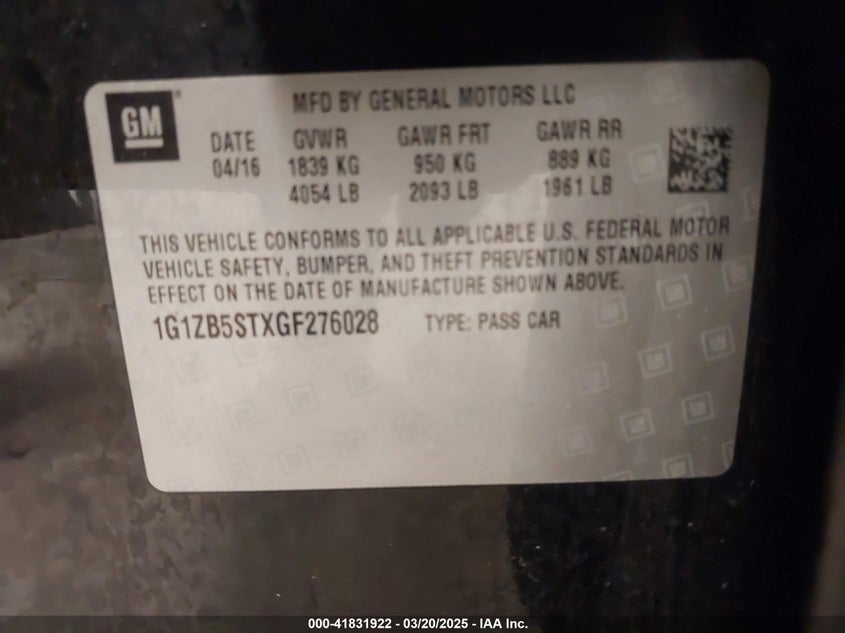 GM
MFD BY GENERAL MOTORS LLC
DATE GVWR GAWR FRT GAWR RR
04/16 1839 KG 950 KG 889 KG
4054 LB 2093 LB 1961 LB
THIS VEHICLE CONFORMS TO ALL APPLICABLE U.S. FEDERAL MOTOR
VEHICLE SAFETY, BUMPER, AND THEFT PREVENTION STANDARDS IN
EFFECT ON THE DATE OF MANUFACTURE SHOWN ABOVE.
1G1ZB5STXGF276028 TYPE: PASS CAR
000-41831922 - 03/20/2025 - IAA Inc.